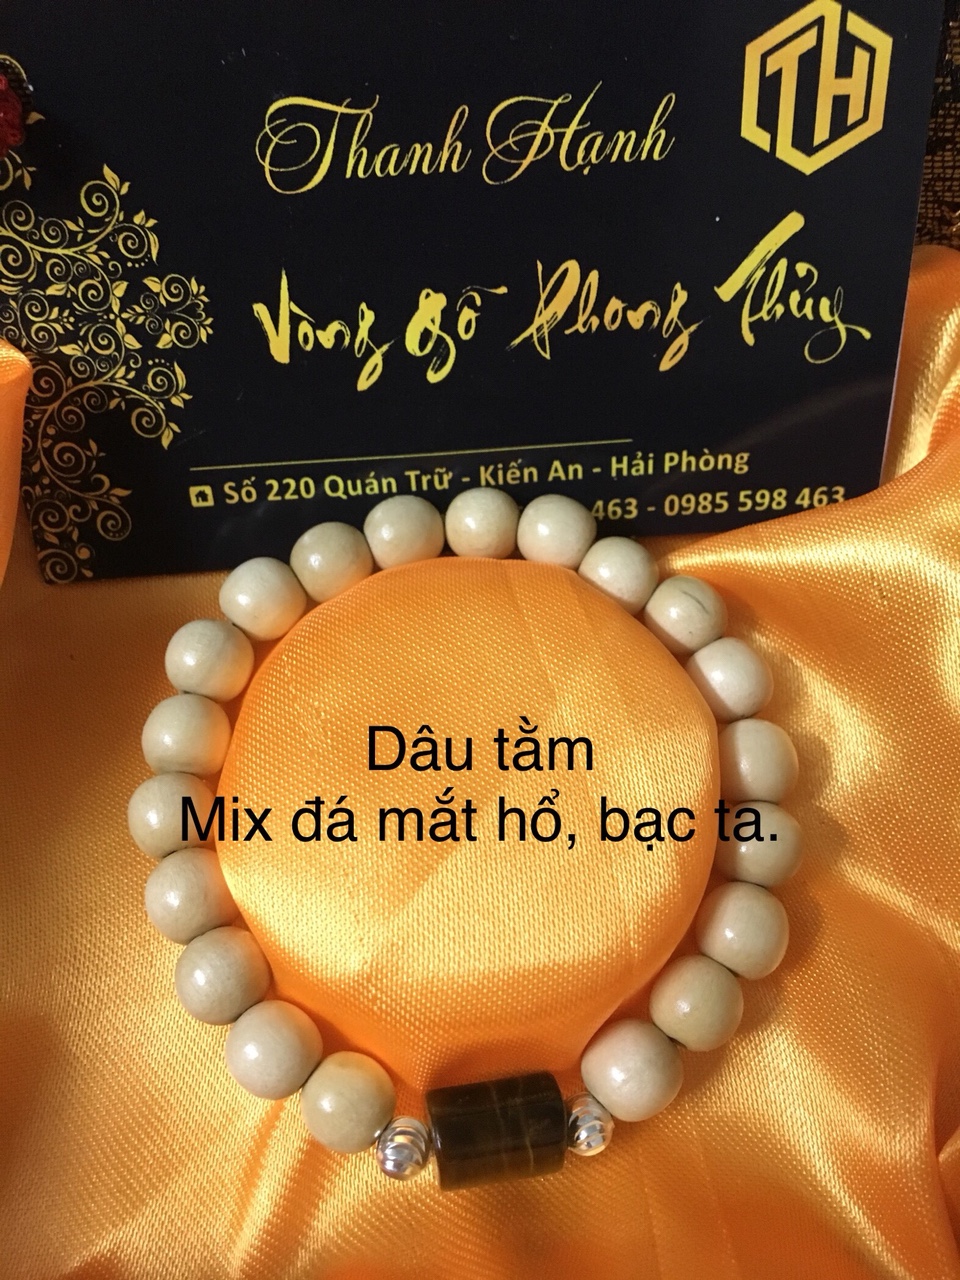 TH
Thanh Hạnh
Vòng gỗ Phong Thủy
Số 220 Quán Trữ - Kiến An - Hải Phòng
463 - 0985 598 463
Dâu tằm
Mix đá mắt hổ, bạc ta.